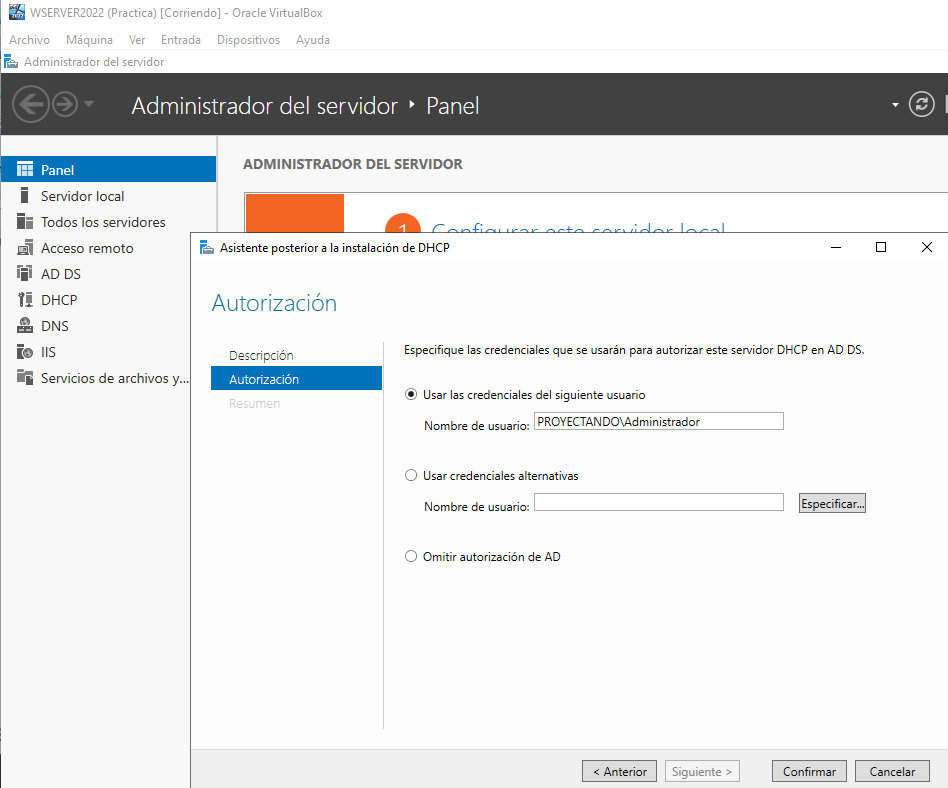 WSERVER2022 (Practica) [Corriendo] - Oracle VirtualBox
Archivo Máquina Ver Entrada Dispositivos Ayuda
Administrador del servidor
Administrador del servidor ‣ Panel
Panel
Servidor local
Todos los servidores
Acceso remoto
AD DS
DHCP
DNS
IIS
Servicios de archivos y...
ADMINISTRADOR DEL SERVIDOR
1 Configurar este servidor local
Asistente posterior a la instalación de DHCP
Autorización
Descripción
Autorización
Resumen
Especifique las credenciales que se usarán para autorizar este servidor DHCP en AD DS.
Usar las credenciales del siguiente usuario
Nombre de usuario: PROYECTANDO\Administrador
Usar credenciales alternativas
Nombre de usuario: Especificar...
Omitir autorización de AD
< Anterior Siguiente > Confirmar Cancelar